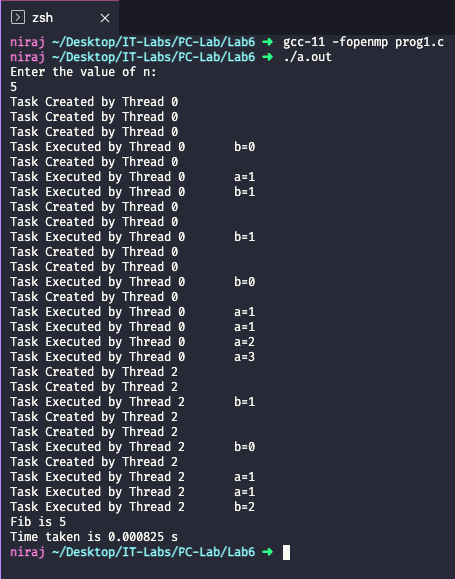 zsh ×
niraj ~/Desktop/IT-Labs/PC-Lab/Lab6 ➜ gcc-11 -fopenmp prog1.c
niraj ~/Desktop/IT-Labs/PC-Lab/Lab6 ➜ ./a.out
Enter the value of n:
5
Task Created by Thread 0
Task Created by Thread 0
Task Created by Thread 0
Task Executed by Thread 0 b=0
Task Created by Thread 0
Task Executed by Thread 0 a=1
Task Executed by Thread 0 b=1
Task Created by Thread 0
Task Created by Thread 0
Task Executed by Thread 0 b=1
Task Created by Thread 0
Task Created by Thread 0
Task Executed by Thread 0 b=0
Task Created by Thread 0
Task Executed by Thread 0 a=1
Task Executed by Thread 0 a=1
Task Executed by Thread 0 a=2
Task Executed by Thread 0 a=3
Task Created by Thread 2
Task Created by Thread 2
Task Executed by Thread 2 b=1
Task Created by Thread 2
Task Created by Thread 2
Task Executed by Thread 2 b=0
Task Created by Thread 2
Task Executed by Thread 2 a=1
Task Executed by Thread 2 a=1
Task Executed by Thread 2 b=2
Fib is 5
Time taken is 0.000825 s
niraj ~/Desktop/IT-Labs/PC-Lab/Lab6 ➜